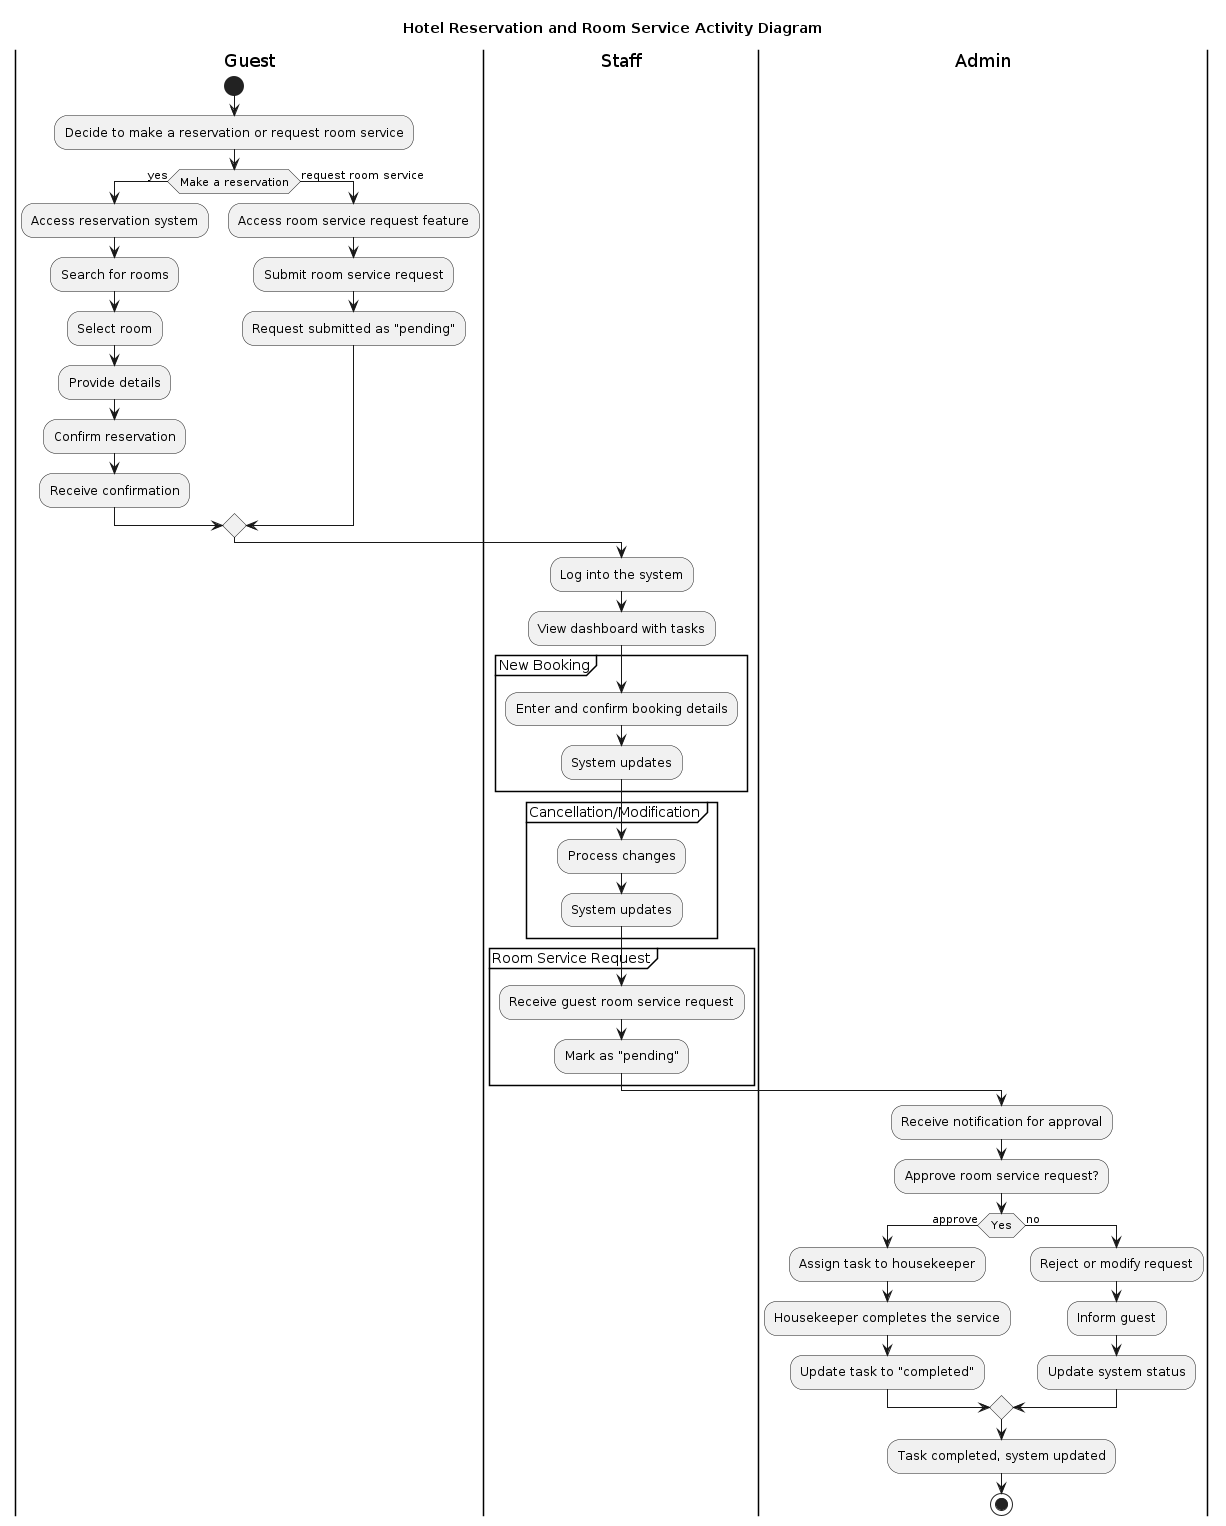 Hotel Reservation and Room Service Activity Diagram
Guest
Staff
Admin
Decide to make a reservation or request room service
yes
Make a reservation
request room service
Access reservation system
Access room service request feature
Search for rooms
Submit room service request
Select room
Request submitted as "pending"
Provide details
Confirm reservation
Receive confirmation
Log into the system
View dashboard with tasks
New Booking
Enter and confirm booking details
System updates
Cancellation/Modification
Process changes
System updates
Room Service Request
Receive guest room service request
Mark as "pending"
Receive notification for approval
Approve room service request?
approve
Yes
no
Assign task to housekeeper
Reject or modify request
Housekeeper completes the service
Inform guest
Update task to "completed"
Update system status
Task completed, system updated